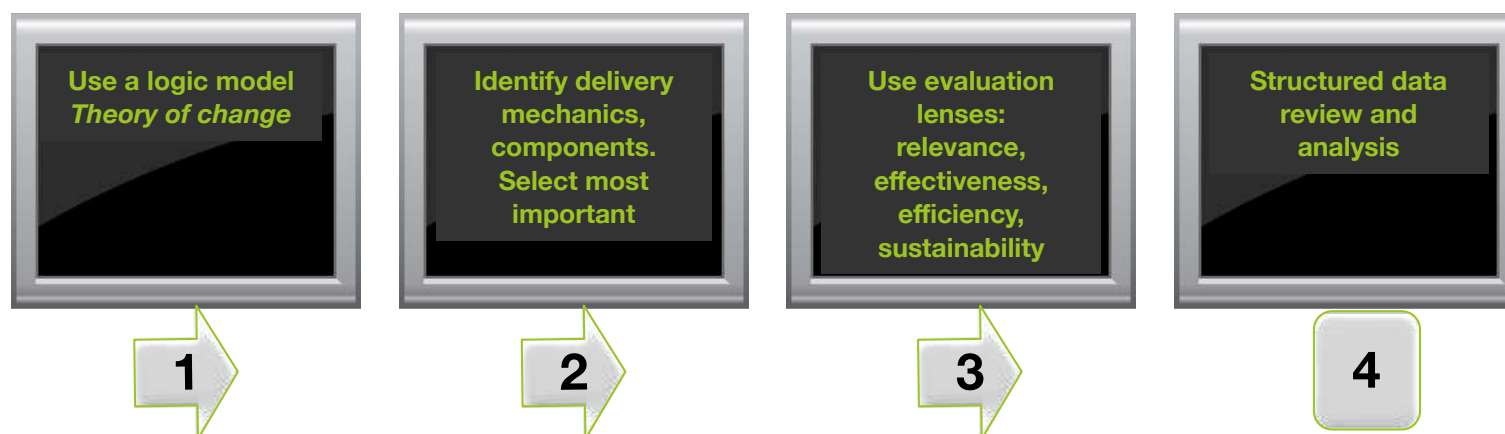 Use a logic model
Theory of change
1
Identify delivery
mechanics,
components.
Select most
important
2
Use evaluation
lenses:
relevance,
effectiveness,
efficiency,
sustainability
3
Structured data
review and
analysis
4